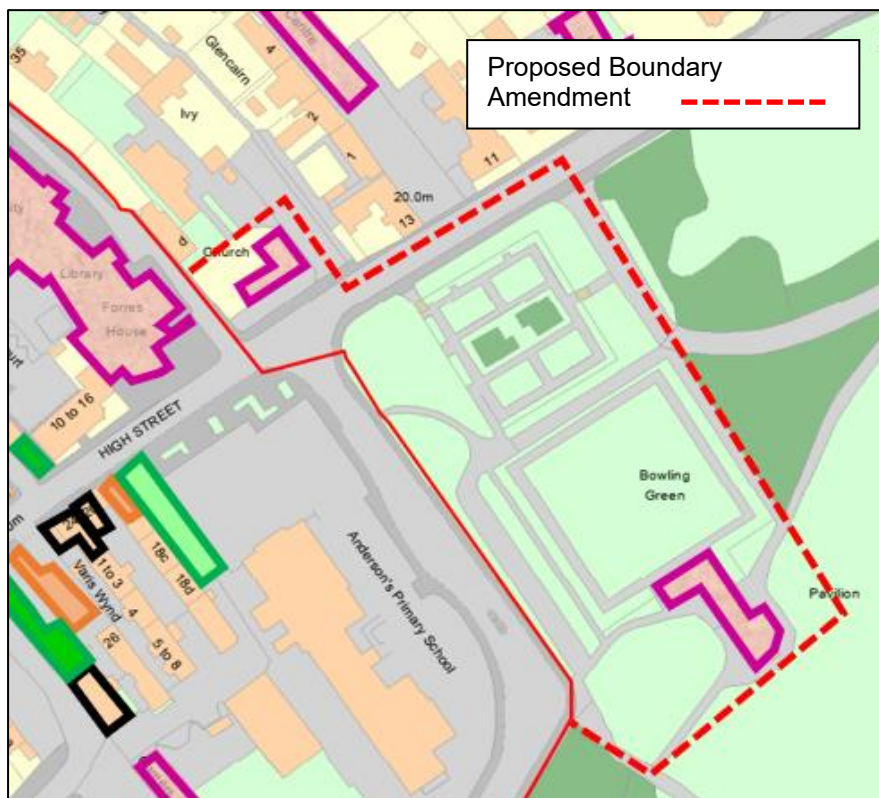 Proposed Boundary
Amendment
35
Glencairn
4
Centre
Ivy
2
1
11
20.0m
13
d
Church
Library
Forres
House
10 to 16
HIGH STREET
18c
18d
1 to 3
4
Varis Wynd
26
5 to 8
Anderson's Primary School
Bowling
Green
Pavilion